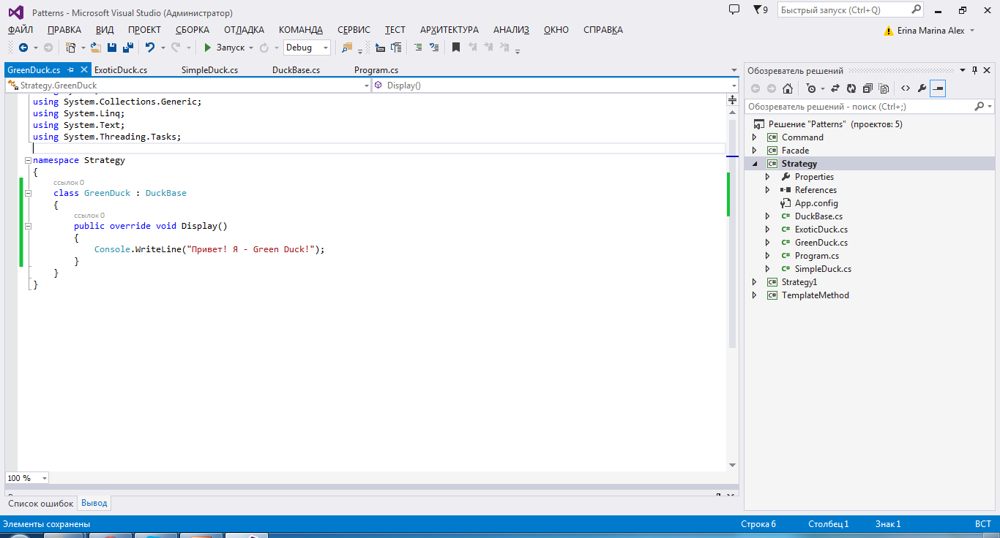 Patterns - Microsoft Visual Studio (Администратор)
9
Быстрый запуск (Ctrl+Q)
ФАЙЛ ПРАВКА ВИД ПРОЕКТ СБОРКА ОТЛАДКА КОМАНДА СЕРВИС ТЕСТ АРХИТЕКТУРА АНАЛИЗ ОКНО СПРАВКА
Erina Marina Alex
Запуск Debug
GreenDuck.cs ExoticDuck.cs SimpleDuck.cs DuckBase.cs Program.cs
Strategy.GreenDuck Display()
using System.Collections.Generic;
using System.Linq;
using System.Text;
using System.Threading.Tasks;
namespace Strategy
{
ссылок 0
class GreenDuck : DuckBase
{
ссылок 0
public override void Display()
{
Console.WriteLine("Привет! Я - Green Duck!");
}
}
}
100 %
Список ошибок Вывод
Обозреватель решений
Обозреватель решений - поиск (Ctrl+;)
Решение "Patterns" (проектов: 5)
C# Command
C# Facade
C# Strategy
Properties
References
App.config
C# DuckBase.cs
C# ExoticDuck.cs
C# GreenDuck.cs
C# Program.cs
C# SimpleDuck.cs
C# Strategy1
C# TemplateMethod
Элементы сохранены Строка 6 Столбец 1 Знак 1 ВСТ